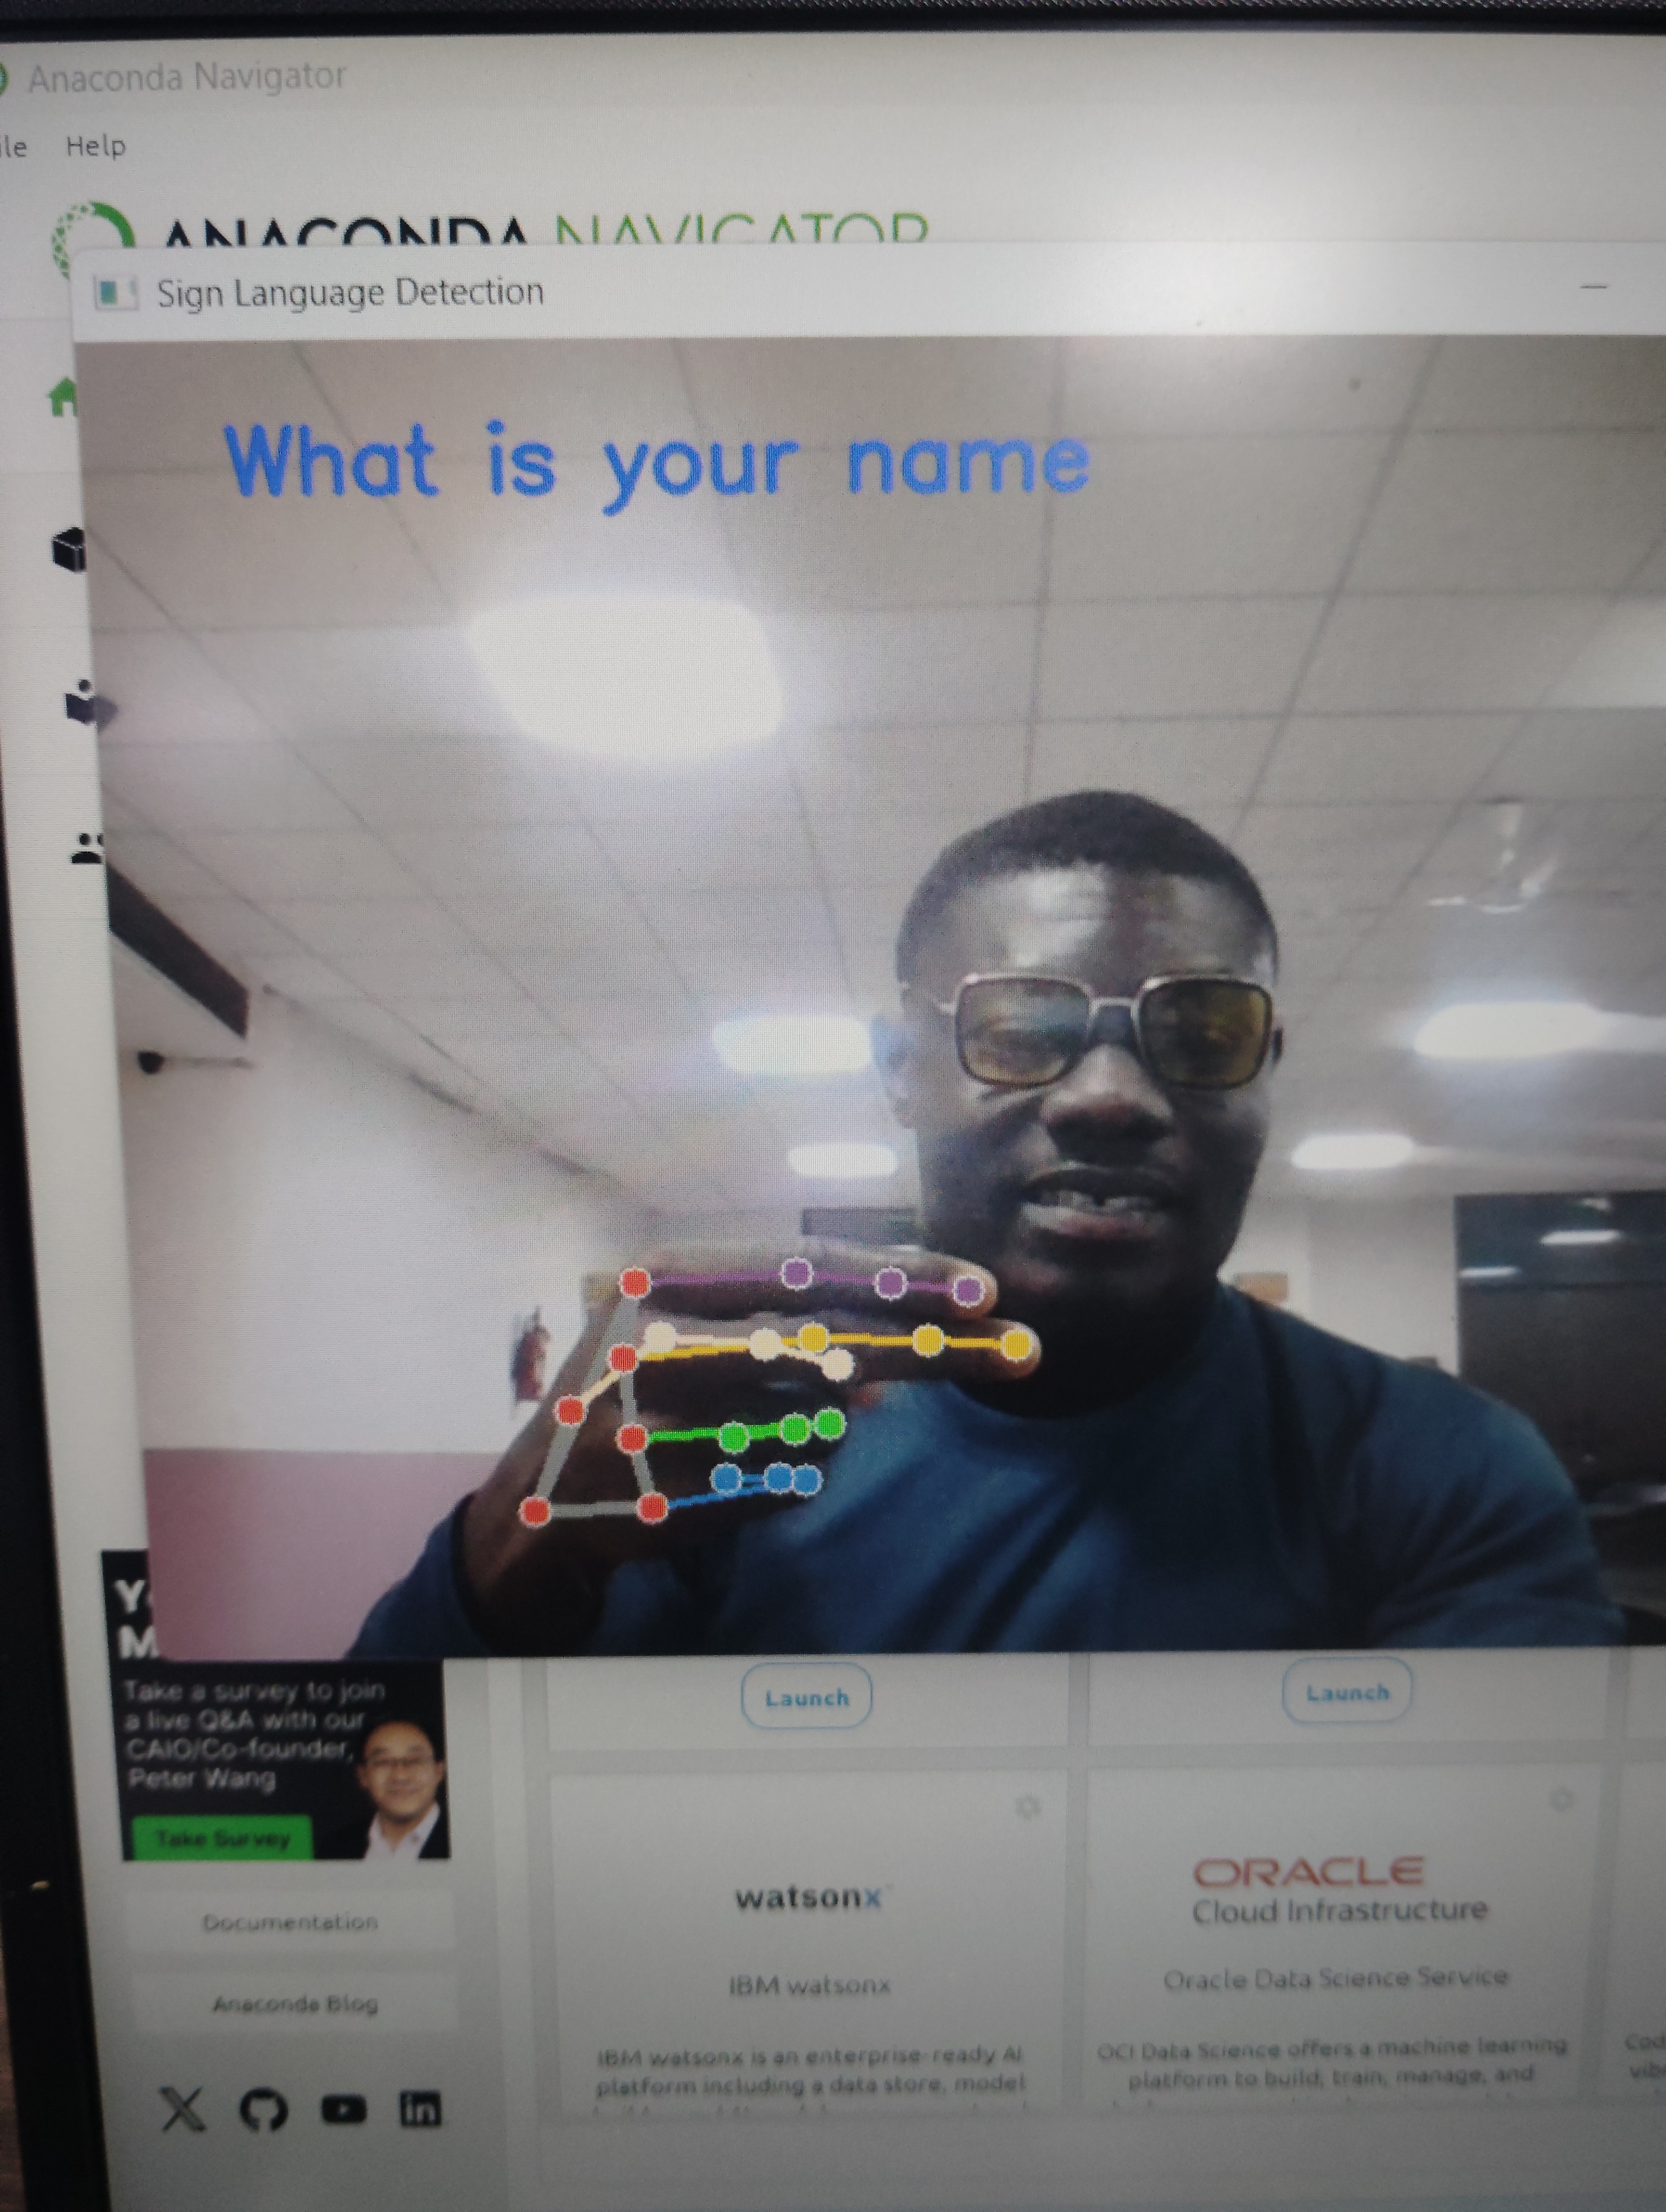 Anaconda Navigator
Help
ANACONDA NAVIGATOR
Sign Language Detection
What is your name
Take a survey to join
a live Q&A with our
CAIO/Co-founder,
Peter Wang
Take Survey
Documentation
Anaconda Blog
Launch
Launch
watsonx
IBM watsonx
IBM watsonx is an enterprise-ready AI
platform including a data store, model
ORACLE
Cloud Infrastructure
Oracle Data Science Service
OCI Data Science offers a machine learning
platform to build, train, manage, and
in